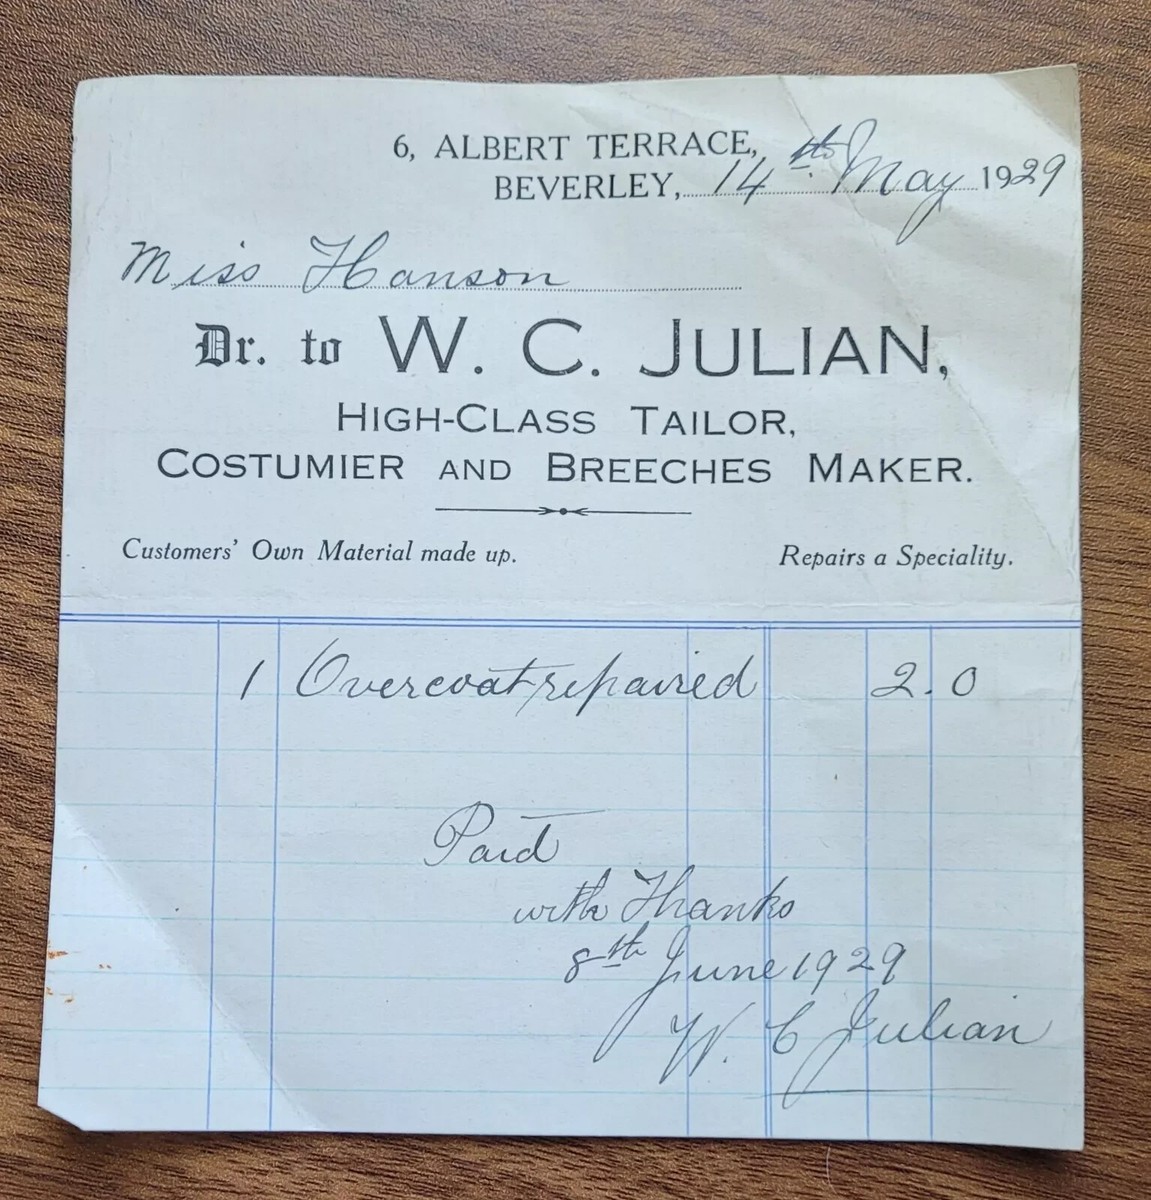 6, ALBERT TERRACE,
BEVERLEY, 14th May 1929
Miss Hanson
Dr. to W. C. JULIAN,
HIGH-CLASS TAILOR,
COSTUMIER AND BREECHES MAKER.
Customers' Own Material made up. Repairs a Speciality.
1 Overcoat repaired 2. 0
Paid
with Thanks
8th June 1929
W. C Julian